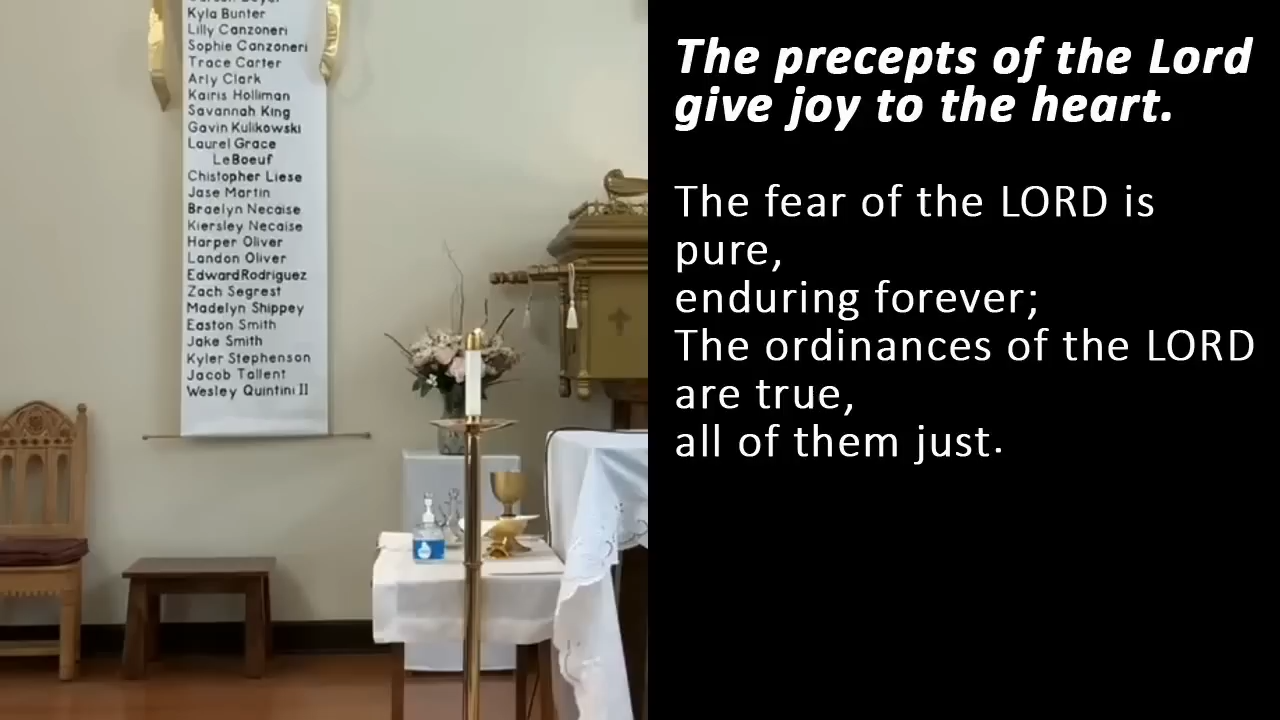 Kyla Bunter
Lilly Canzoneri
Sophie Canzoneri
Trace Carter
Arly Clark
Kairis Holliman
Savannah King
Gavin Kulikowski
Laurel Grace
LeBoeuf
Chistopher Liese
Jase Martin
Braelyn Necaise
Kiersley Necaise
Harper Oliver
Landon Oliver
Edward Rodriguez
Zach Segrest
Madelyn Shippey
Easton Smith
Jake Smith
Kyler Stephenson
Jacob Tallent
Wesley Quintini II
The precepts of the Lord
give joy to the heart.
The fear of the LORD is
pure,
enduring forever;
The ordinances of the LORD
are true,
all of them just.